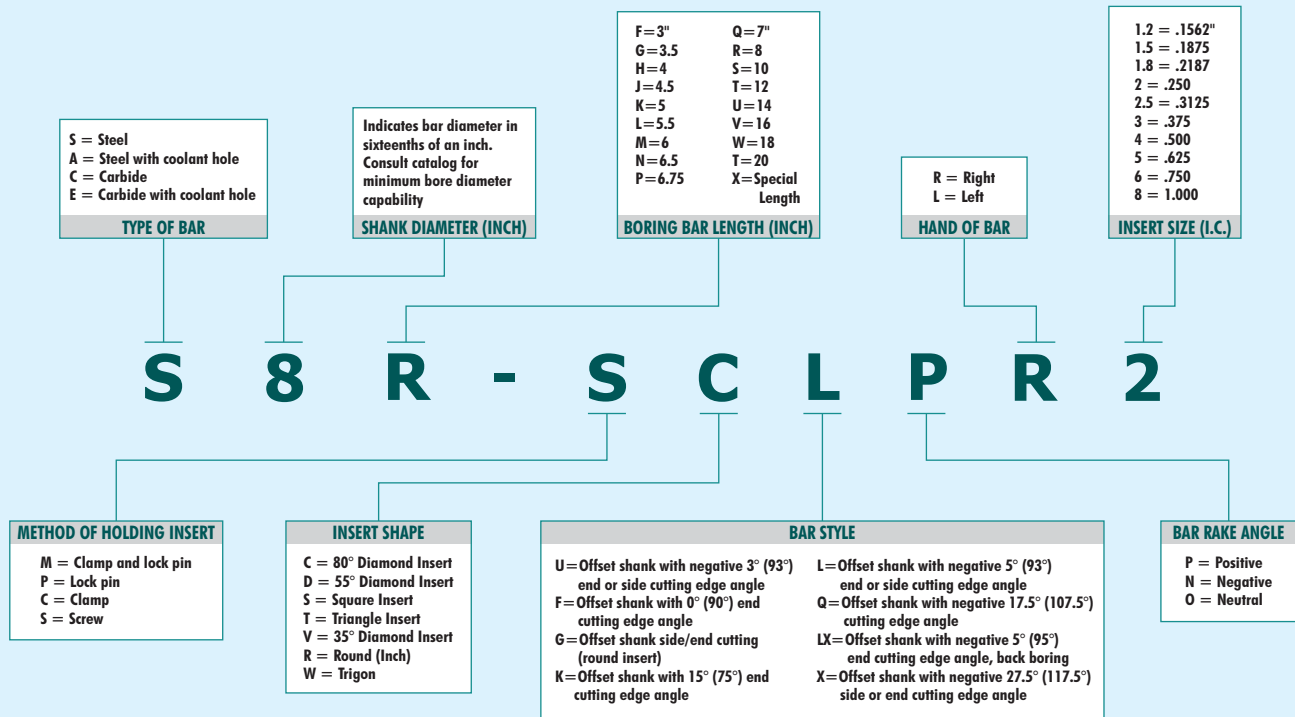 S = Steel
A = Steel with coolant hole
C = Carbide
E = Carbide with coolant hole
TYPE OF BAR
Indicates bar diameter in
sixteenths of an inch.
Consult catalog for
minimum bore diameter
capability
SHANK DIAMETER (INCH)
F=3" Q=7"
G=3.5 R=8
H=4 S=10
J=4.5 T=12
K=5 U=14
L=5.5 V=16
M=6 W=18
N=6.5 T=20
P=6.75 X=Special
Length
BORING BAR LENGTH (INCH)
R = Right
L = Left
HAND OF BAR
1.2 = .1562"
1.5 = .1875
1.8 = .2187
2 = .250
2.5 = .3125
3 = .375
4 = .500
5 = .625
6 = .750
8 = 1.000
INSERT SIZE (I.C.)
S 8 R - S C L P R 2
METHOD OF HOLDING INSERT
M = Clamp and lock pin
P = Lock pin
C = Clamp
S = Screw
INSERT SHAPE
C = 80° Diamond Insert
D = 55° Diamond Insert
S = Square Insert
T = Triangle Insert
V = 35° Diamond Insert
R = Round (Inch)
W = Trigon
BAR STYLE
U=Offset shank with negative 3° (93°)
end or side cutting edge angle
F=Offset shank with 0° (90°) end
cutting edge angle
G=Offset shank side/end cutting
(round insert)
K=Offset shank with 15° (75°) end
cutting edge angle
L=Offset shank with negative 5° (93°)
end or side cutting edge angle
Q=Offset shank with negative 17.5° (107.5°)
cutting edge angle
LX=Offset shank with negative 5° (95°)
end cutting edge angle, back boring
X=Offset shank with negative 27.5° (117.5°)
side or end cutting edge angle
BAR RAKE ANGLE
P = Positive
N = Negative
O = Neutral